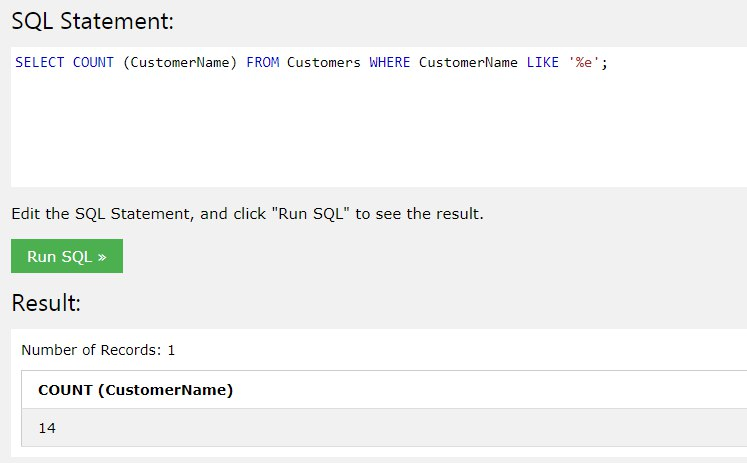 SQL Statement:
SELECT COUNT (CustomerName) FROM Customers WHERE CustomerName LIKE '%e';
Edit the SQL Statement, and click "Run SQL" to see the result.
Run SQL »
Result:
Number of Records: 1
COUNT (CustomerName)
14